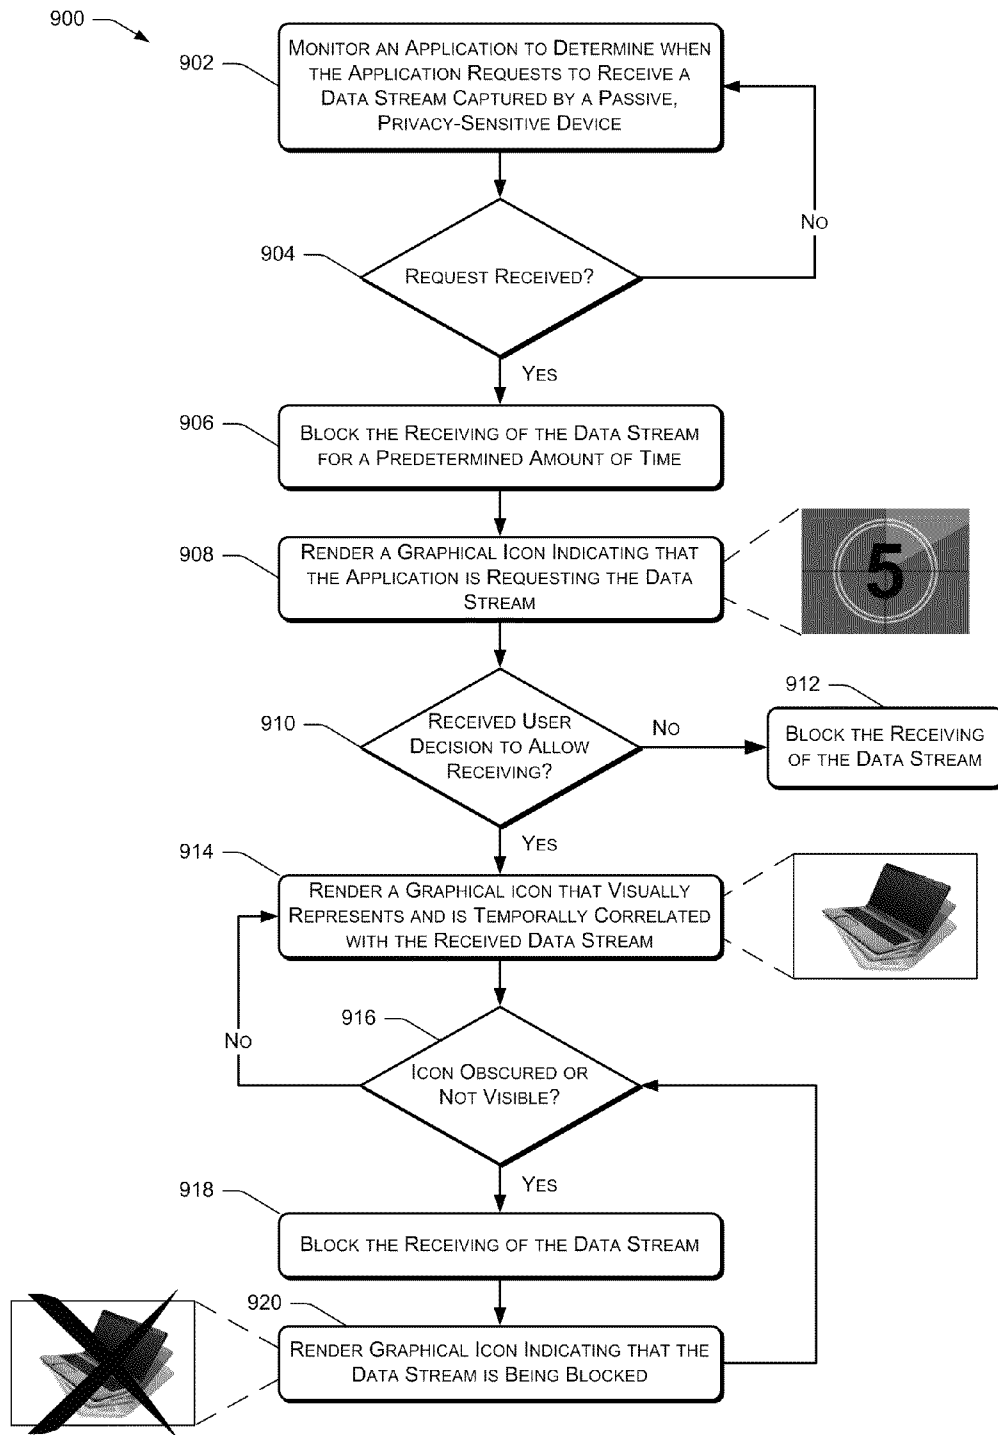 900
902
MONITOR AN APPLICATION TO DETERMINE WHEN
THE APPLICATION REQUESTS TO RECEIVE A
DATA STREAM CAPTURED BY A PASSIVE,
PRIVACY-SENSITIVE DEVICE
NO
904
REQUEST RECEIVED?
YES
906
BLOCK THE RECEIVING OF THE DATA STREAM
FOR A PREDETERMINED AMOUNT OF TIME
908
RENDER A GRAPHICAL ICON INDICATING THAT
THE APPLICATION IS REQUESTING THE DATA
STREAM
5
910
RECEIVED USER
DECISION TO ALLOW
RECEIVING?
NO
912
BLOCK THE RECEIVING
OF THE DATA STREAM
YES
914
RENDER A GRAPHICAL ICON THAT VISUALLY
REPRESENTS AND IS TEMPORALLY CORRELATED
WITH THE RECEIVED DATA STREAM
916
NO
ICON OBSCURED OR
NOT VISIBLE?
YES
918
BLOCK THE RECEIVING OF THE DATA STREAM
920
RENDER GRAPHICAL ICON INDICATING THAT THE
DATA STREAM IS BEING BLOCKED